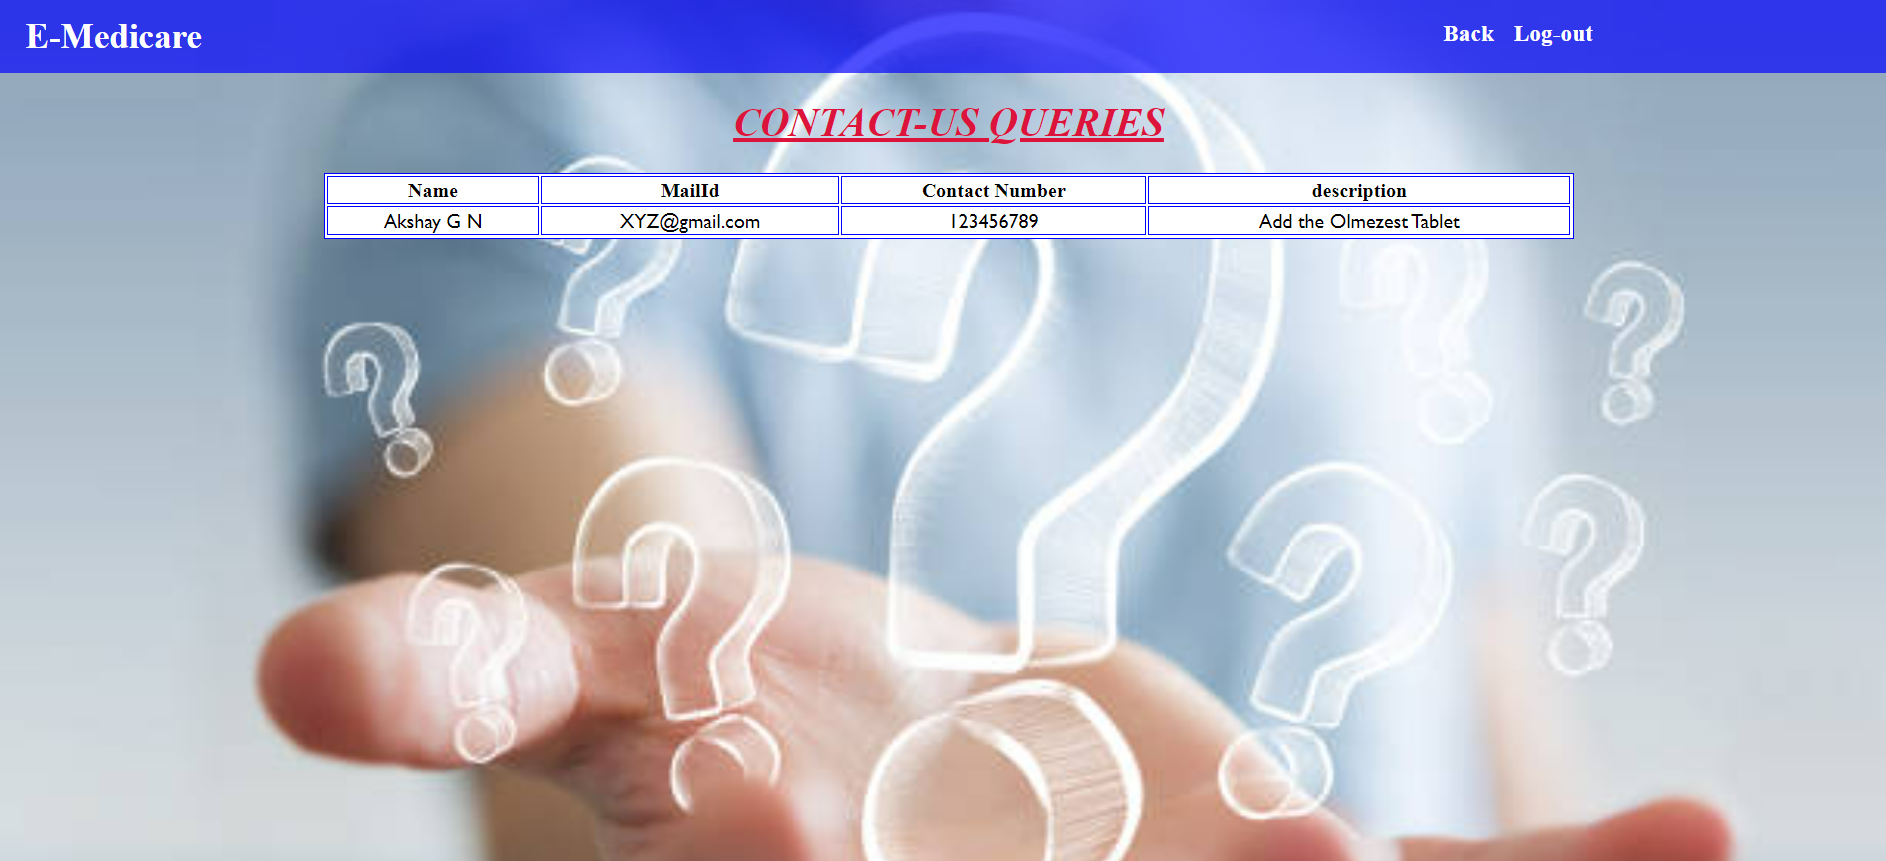 E-Medicare Back Log-out
CONTACT-US QUERIES
Name MailId Contact Number description
Akshay G N XYZ@gmail.com 123456789 Add the Olmezest Tablet